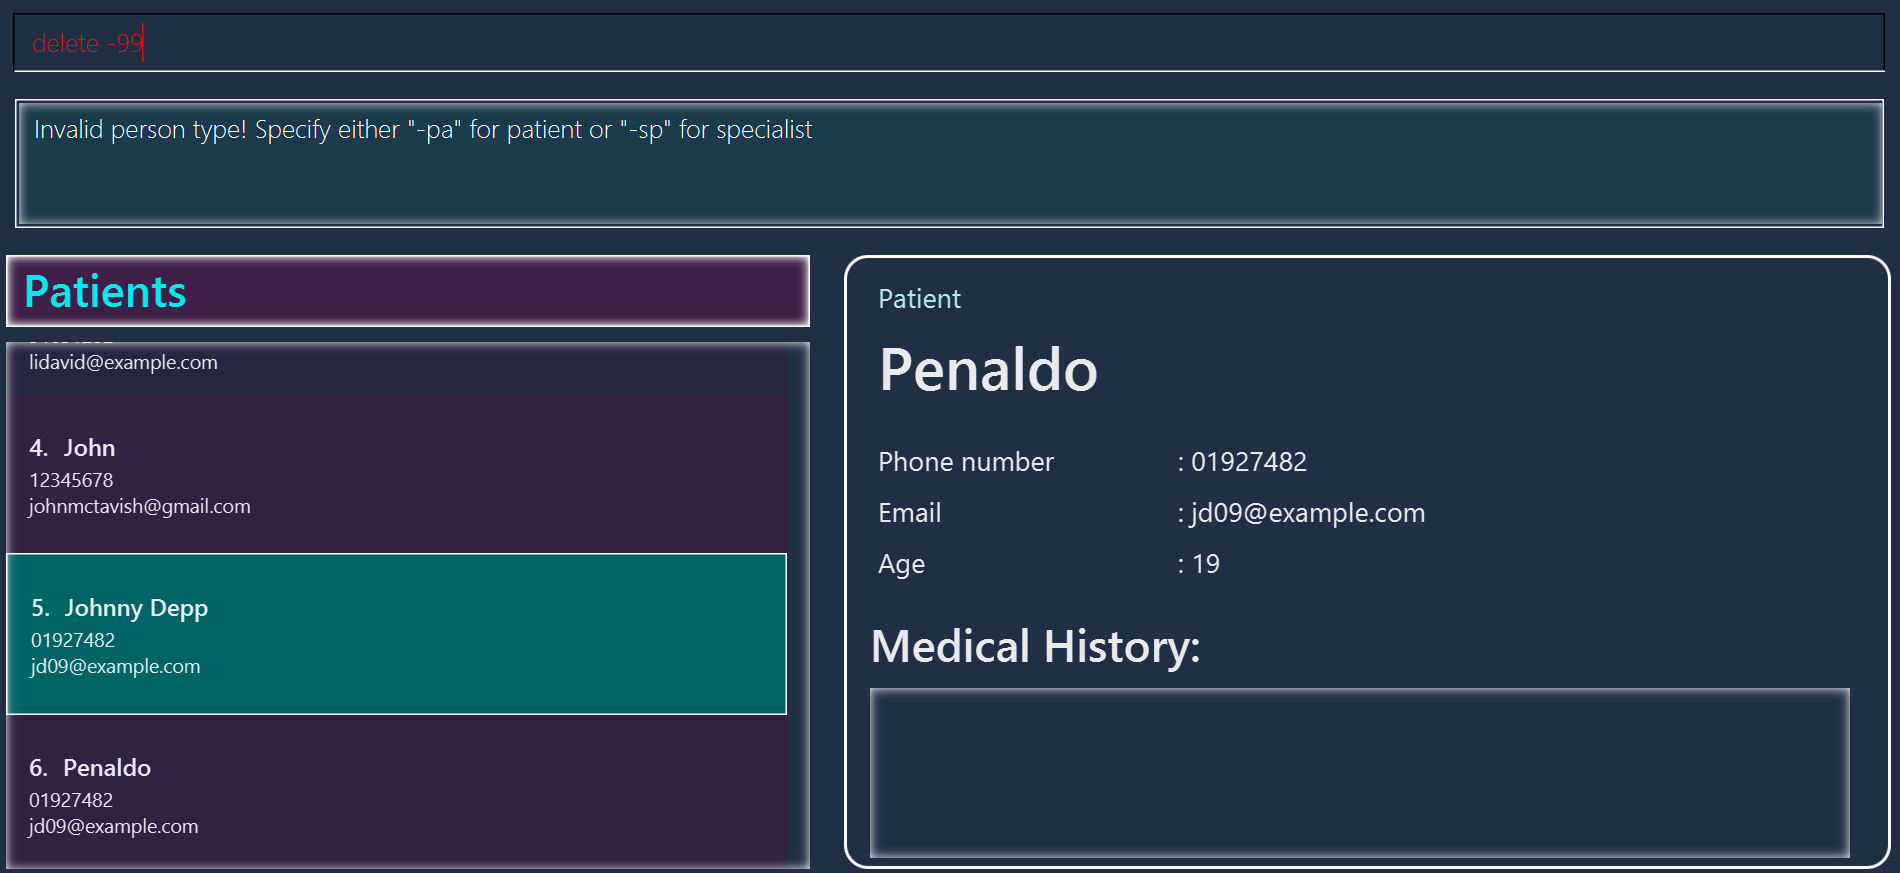 delete -99
Invalid person type! Specify either "-pa" for patient or "-sp" for specialist
Patients
lidavid@example.com
4. John
12345678
johnmctavish@gmail.com
5. Johnny Depp
01927482
jd09@example.com
6. Penaldo
01927482
jd09@example.com
Patient
Penaldo
Phone number : 01927482
Email : jd09@example.com
Age : 19
Medical History: